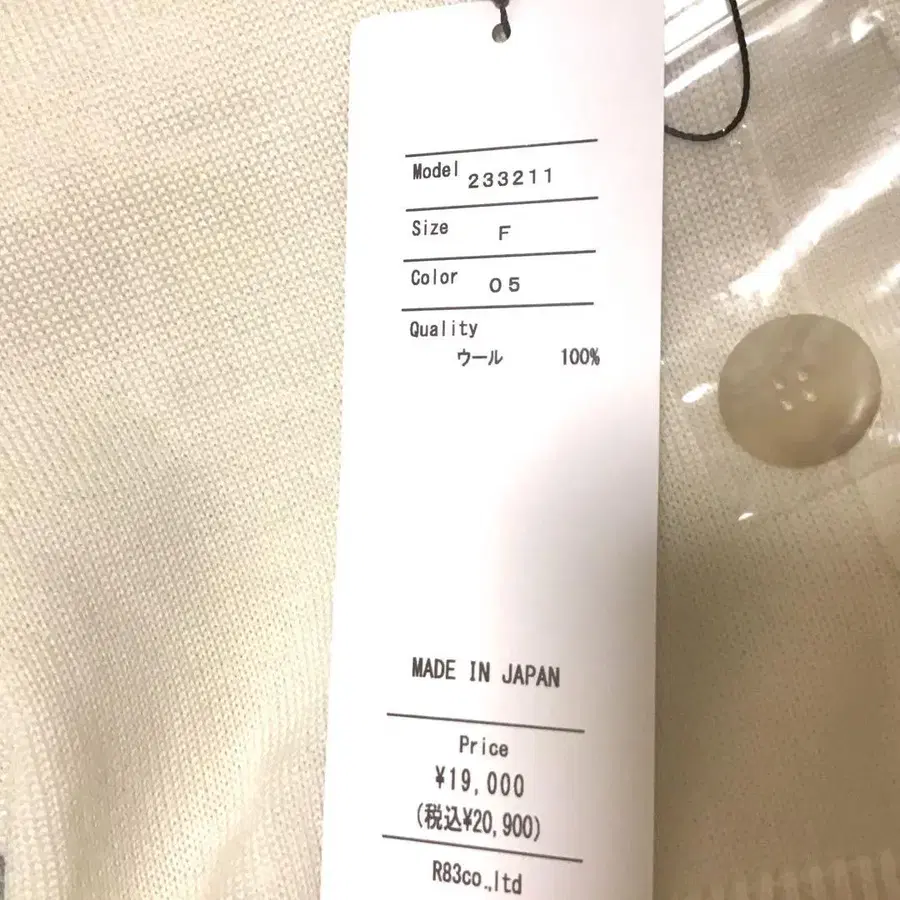 Model 233211
Size F
Color 05
Quality
ウール 100%
MADE IN JAPAN
Price
¥19,000
(税込¥20,900)
R83co.,ltd